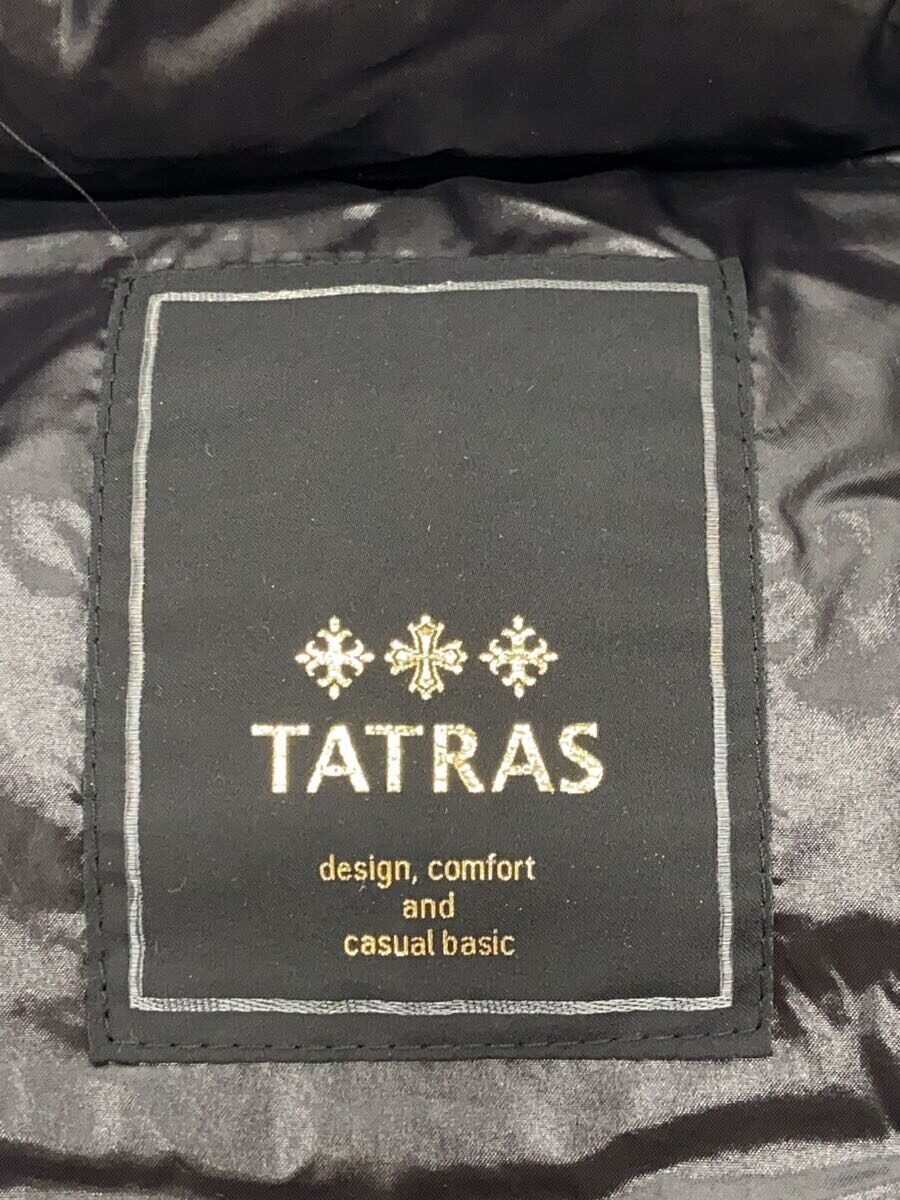 TATRAS
design, comfort
and
casual basic